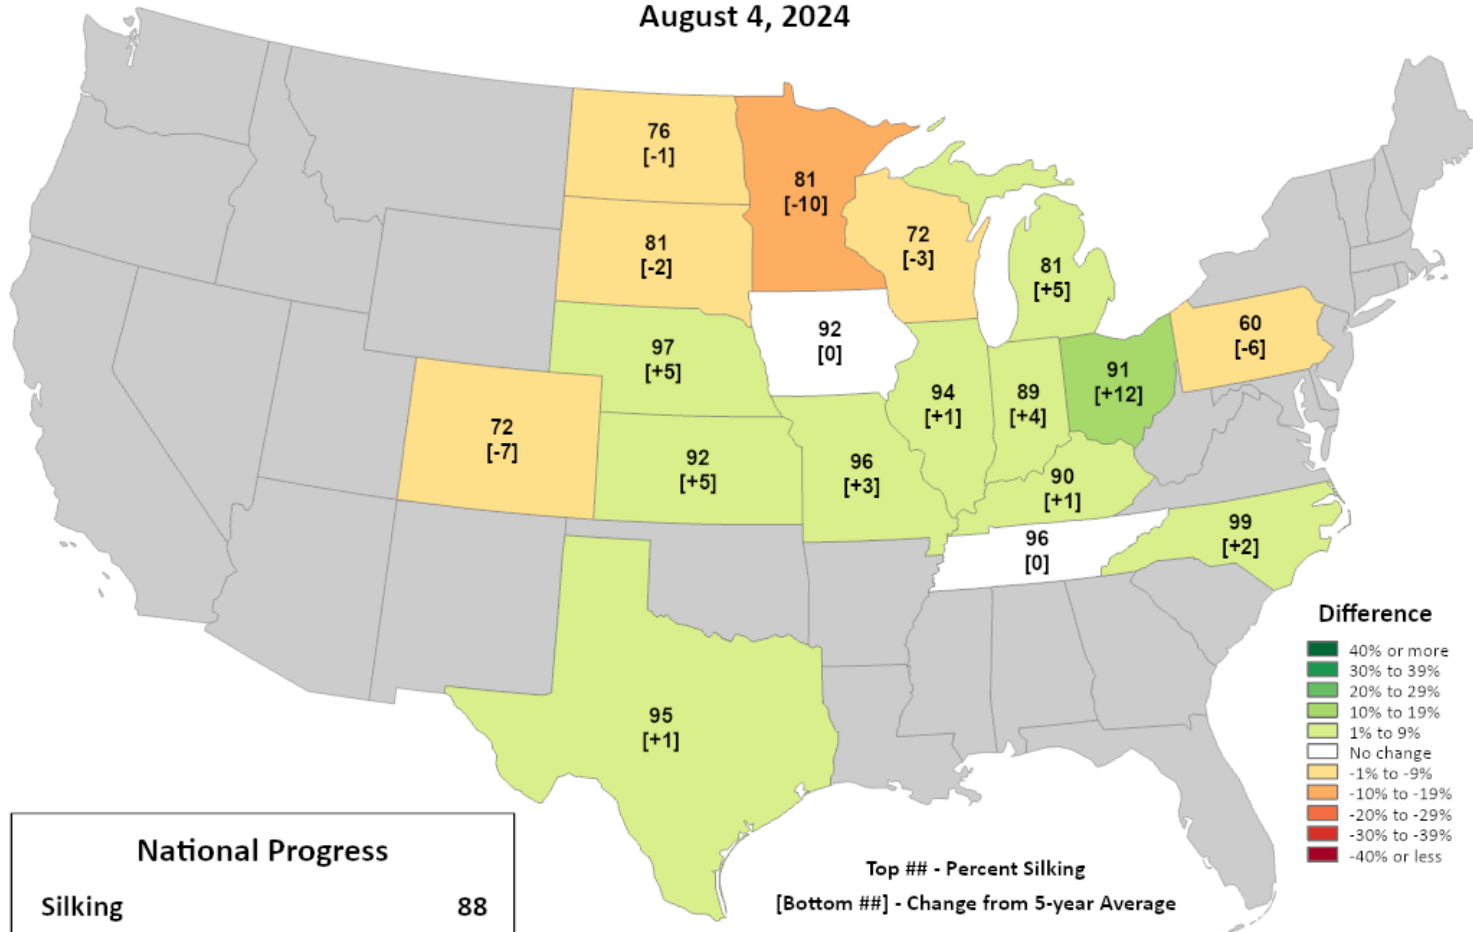 August 4, 2024
76
[-1]
81
[-10]
81
[-2]
72
[-3]
81
[+5]
92
[0]
97
[+5]
60
[-6]
94
[+1]
89
[+4]
91
[+12]
72
[-7]
92
[+5]
96
[+3]
90
[+1]
96
[0]
99
[+2]
95
[+1]
Difference
40% or more
30% to 39%
20% to 29%
10% to 19%
1% to 9%
No change
-1% to -9%
-10% to -19%
-20% to -29%
-30% to -39%
-40% or less
National Progress
Silking 88
Top ## - Percent Silking
[Bottom ##] - Change from 5-year Average